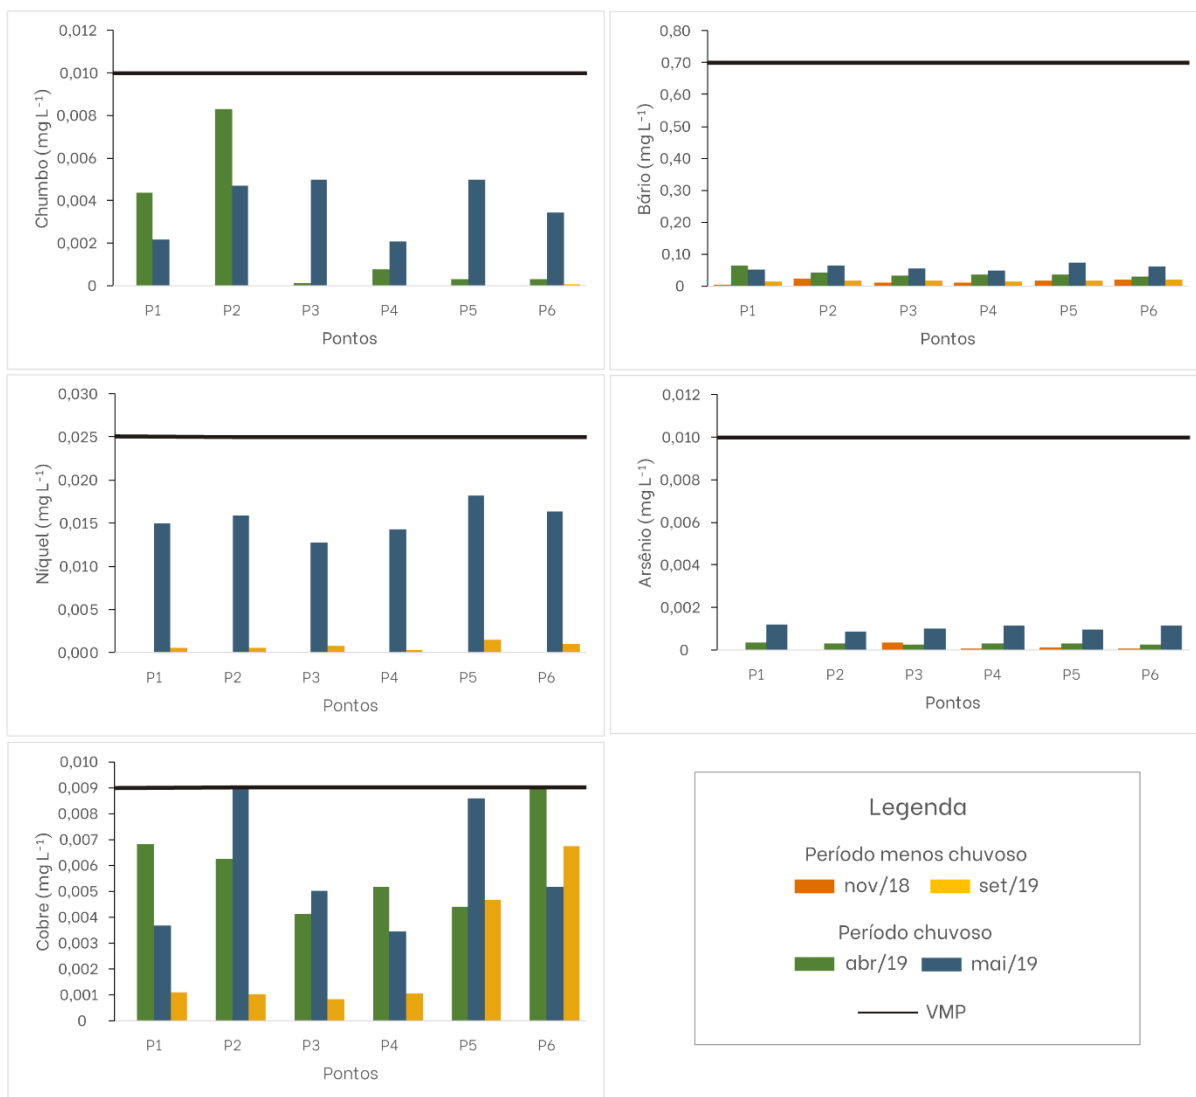 Chumbo (mg L⁻¹)
0,012
0,010
0,008
0,006
0,004
0,002
0
P1 P2 P3 P4 P5 P6
Pontos
Bário (mg L⁻¹)
0,80
0,70
0,60
0,50
0,40
0,30
0,20
0,10
0
P1 P2 P3 P4 P5 P6
Pontos
Níquel (mg L⁻¹)
0,030
0,025
0,020
0,015
0,010
0,005
0,000
P1 P2 P3 P4 P5 P6
Pontos
Arsênio (mg L⁻¹)
0,012
0,010
0,008
0,006
0,004
0,002
0
P1 P2 P3 P4 P5 P6
Pontos
Cobre (mg L⁻¹)
0,010
0,009
0,008
0,007
0,006
0,005
0,004
0,003
0,002
0,001
0
P1 P2 P3 P4 P5 P6
Pontos
Legenda
Período menos chuvoso
nov/18 set/19
Período chuvoso
abr/19 mai/19
VMP